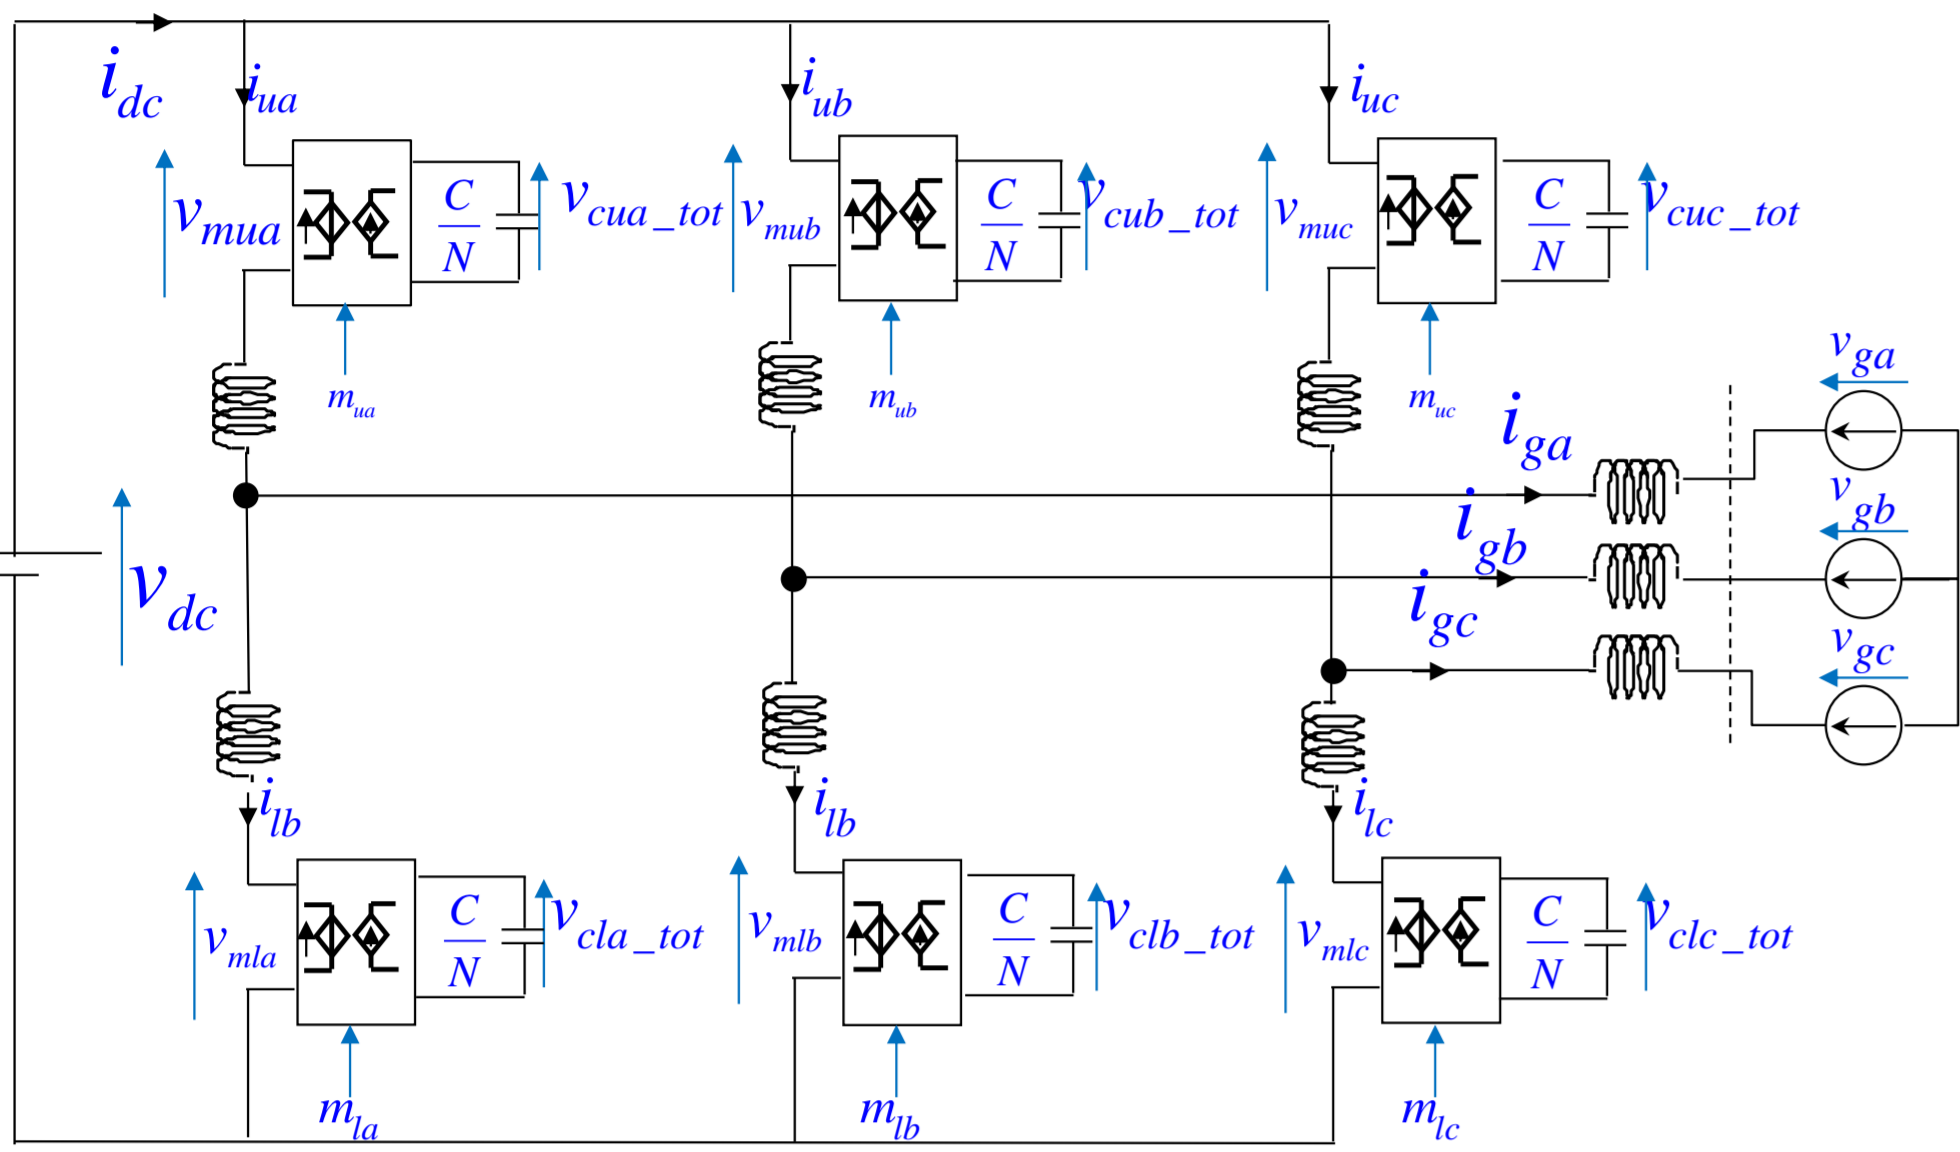 i_dc
i_ua
i_ub
i_uc
v_mua
C/N
v_cua_tot
v_mub
C/N
v_cub_tot
v_muc
C/N
v_cuc_tot
m_ua
m_ub
m_uc
v_ga
i_ga
v_gb
i_gb
v_dc
i_gc
v_gc
i_lb
i_lb
i_lc
v_mla
C/N
v_cla_tot
v_mlb
C/N
v_clb_tot
v_mlc
C/N
v_clc_tot
m_la
m_lb
m_lc